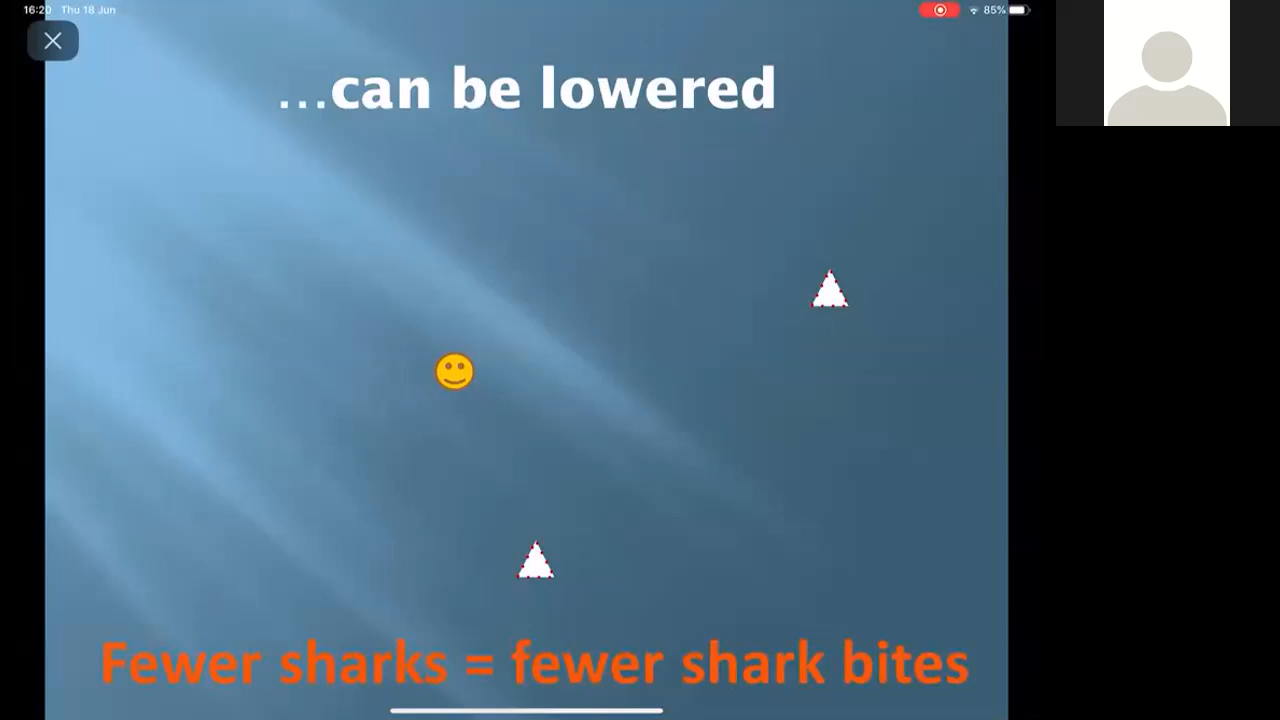 16:20 Thu 18 Jun
85%
...can be lowered
Fewer sharks = fewer shark bites